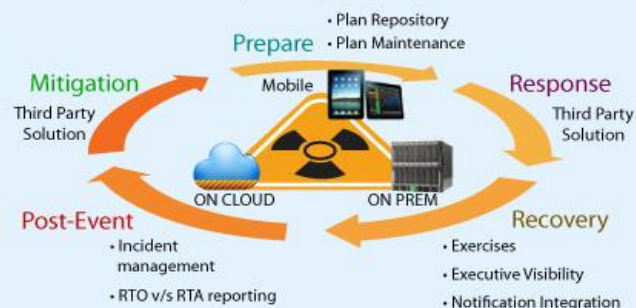 • Plan Repository
Prepare
• Plan Maintenance
Mitigation
Mobile
Response
Third Party
Solution
Third Party
Solution
ON CLOUD
ON PREM
Post-Event
Recovery
• Incident
management
• RTO v/s RTA reporting
• Exercises
• Executive Visibility
• Notification Integration